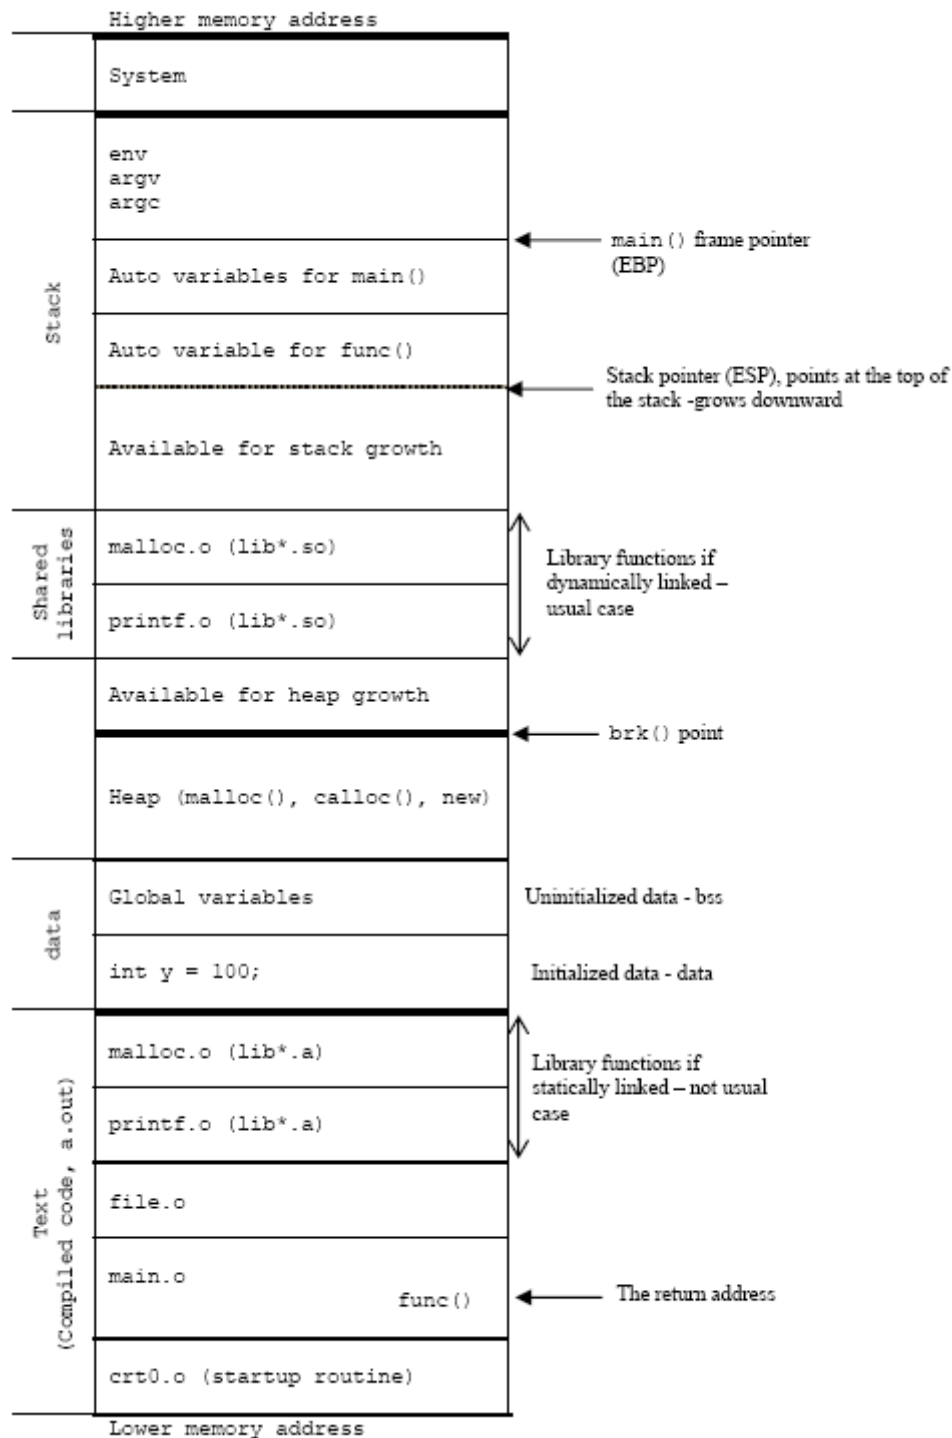 Higher memory address
System
env
argv
argc
main() frame pointer
(EBP)
Auto variables for main()
Stack
Auto variable for func()
Stack pointer (ESP), points at the top of
the stack -grows downward
Available for stack growth
Shared
libraries
malloc.o (lib*.so)
Library functions if
dynamically linked –
usual case
printf.o (lib*.so)
Available for heap growth
brk() point
Heap (malloc(), calloc(), new)
data
Global variables
Uninitialized data - bss
int y = 100;
Initialized data - data
Text
(Compiled code, a.out)
malloc.o (lib*.a)
Library functions if
statically linked – not usual
case
printf.o (lib*.a)
file.o
main.o
func()
The return address
crt0.o (startup routine)
Lower memory address